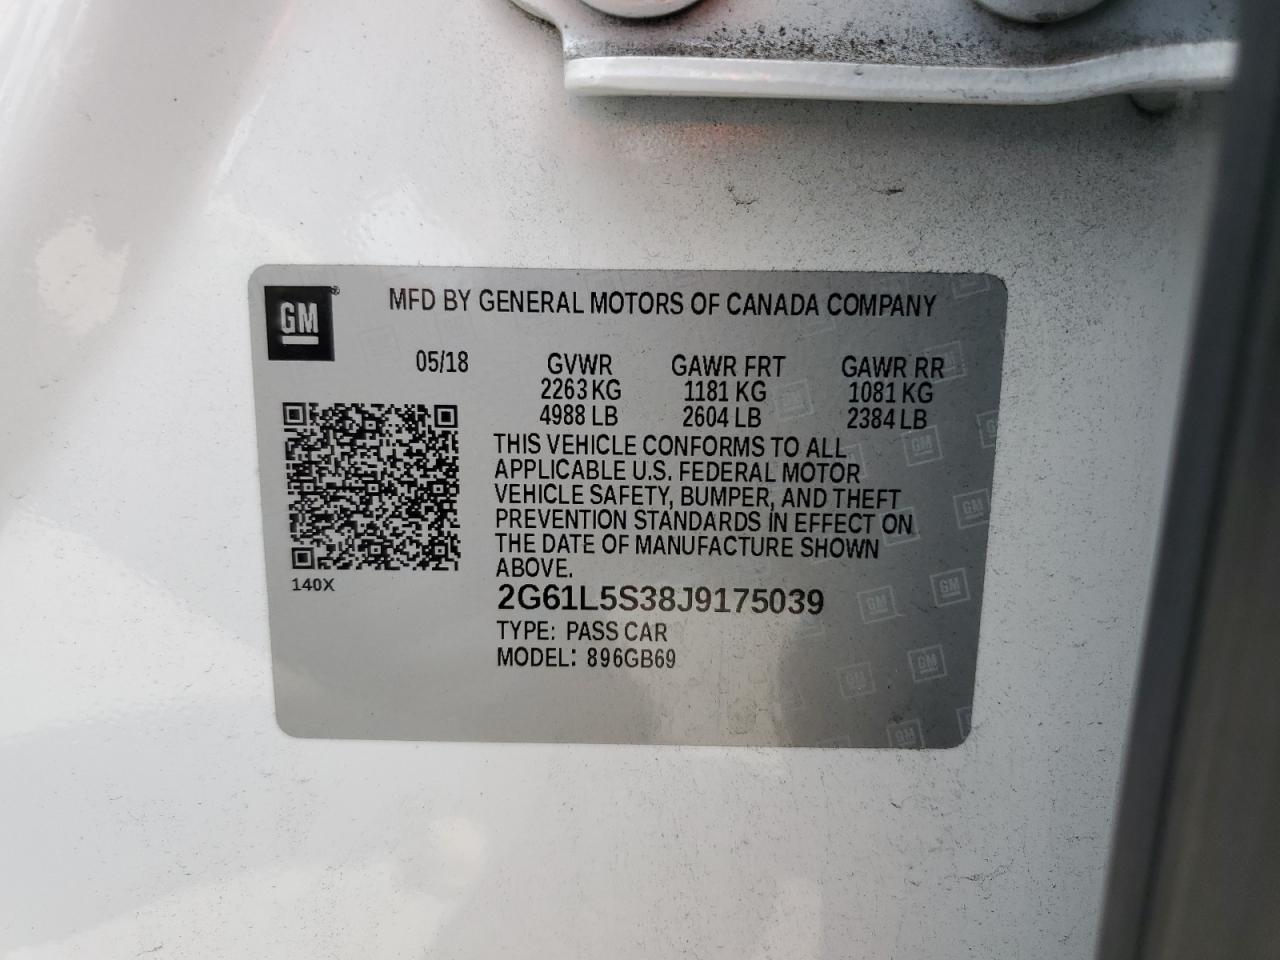 GM
MFD BY GENERAL MOTORS OF CANADA COMPANY
05/18 GVWR GAWR FRT GAWR RR
2263 KG 1181 KG 1081 KG
4988 LB 2604 LB 2384 LB
THIS VEHICLE CONFORMS TO ALL
APPLICABLE U.S. FEDERAL MOTOR
VEHICLE SAFETY, BUMPER, AND THEFT
PREVENTION STANDARDS IN EFFECT ON
THE DATE OF MANUFACTURE SHOWN
ABOVE.
140X
2G61L5S38J9175039
TYPE: PASS CAR
MODEL: 896GB69